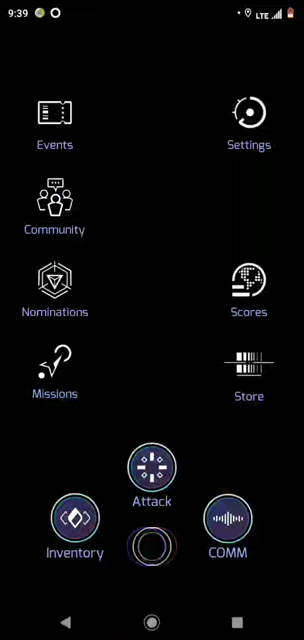 9:39
LTE
Events
Settings
Community
Nominations
Scores
Missions
Store
Attack
Inventory
COMM